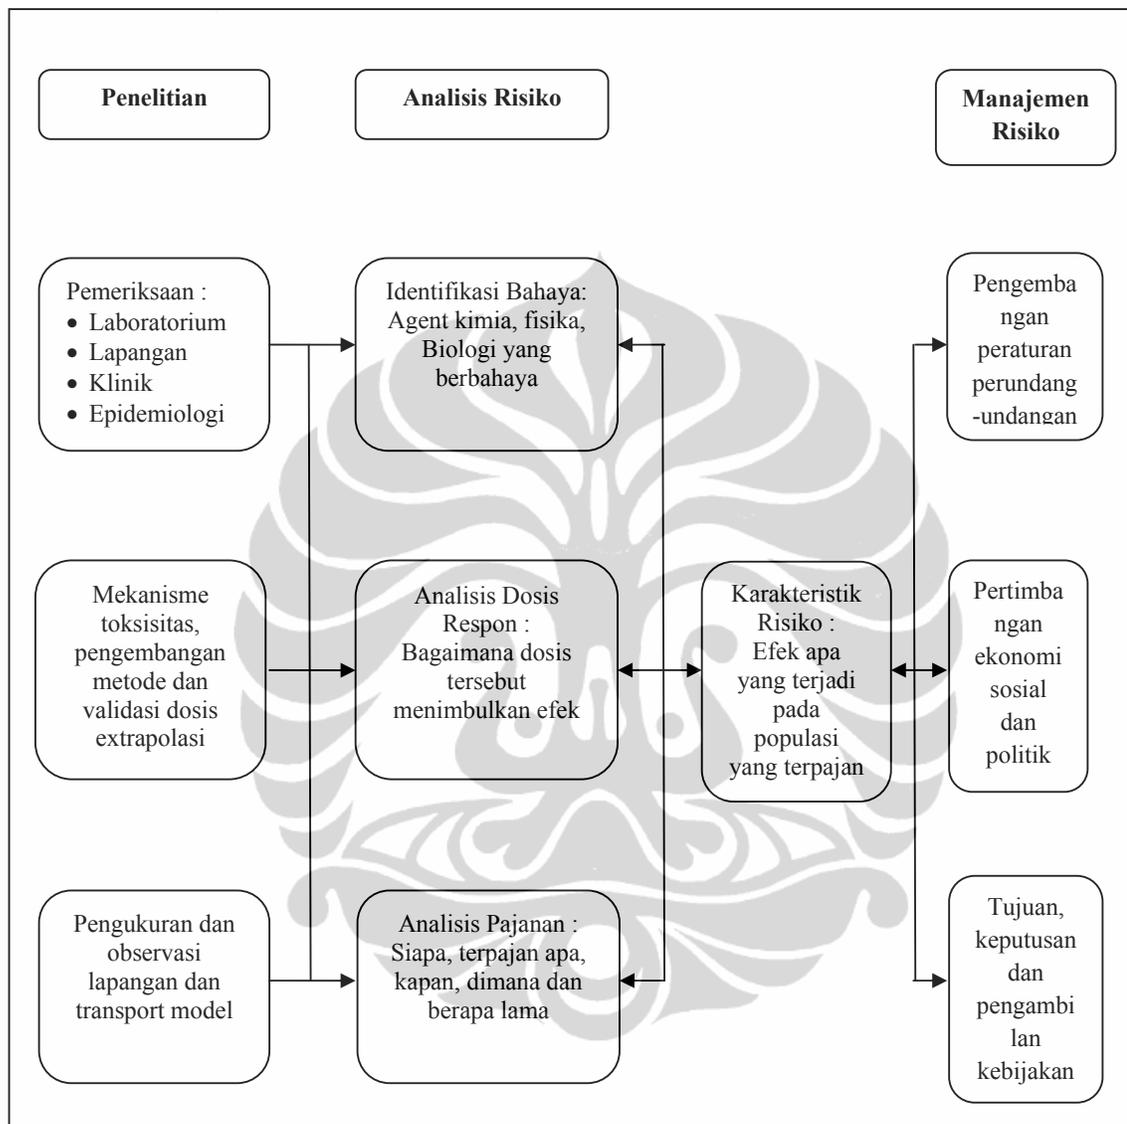 Penelitian
Analisis Risiko
Manajemen
Risiko
Pemeriksaan :
• Laboratorium
• Lapangan
• Klinik
• Epidemiologi
Identifikasi Bahaya:
Agent kimia, fisika,
Biologi yang
berbahaya
Pengemba
ngan
peraturan
perundang
-undangan
Mekanisme
toksisitas,
pengembangan
metode dan
validasi dosis
extrapolasi
Analisis Dosis
Respon :
Bagaimana dosis
tersebut
menimbulkan efek
Karakteristik
Risiko :
Efek apa
yang terjadi
pada
populasi
yang terpajan
Pertimba
ngan
ekonomi
sosial
dan
politik
Pengukuran dan
observasi
lapangan dan
transport model
Analisis Pajanan :
Siapa, terpajan apa,
kapan, dimana dan
berapa lama
Tujuan,
keputusan
dan
pengambi
lan
kebijakan